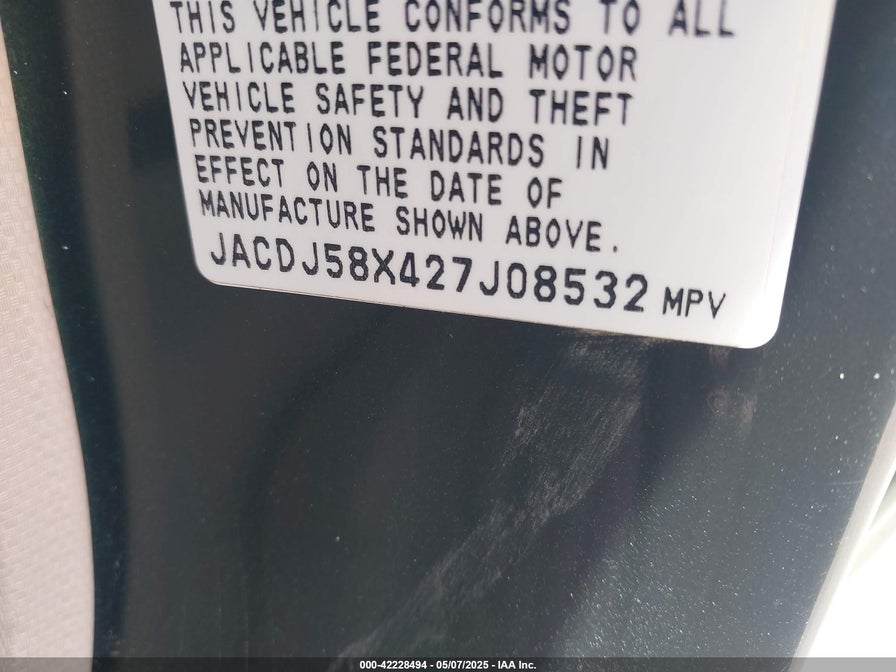 THIS VEHICLE CONFORMS TO ALL
APPLICABLE FEDERAL MOTOR
VEHICLE SAFETY AND THEFT
PREVENTION STANDARDS IN
EFFECT ON THE DATE OF
MANUFACTURE SHOWN ABOVE.
JACDJ58X427J08532 MPV
000-42228494 - 05/07/2025 - IAA Inc.